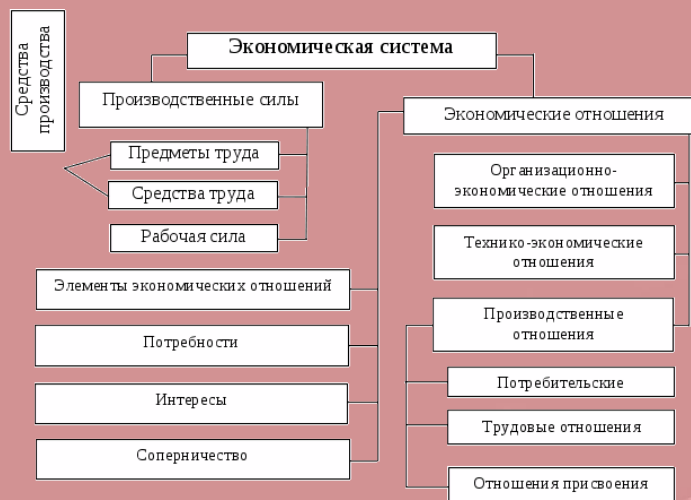 Средства
производства
Экономическая система
Производственные силы
Экономические отношения
Предметы труда
Средства труда
Рабочая сила
Организационно-
экономические отношения
Технико-экономические
отношения
Элементы экономических отношений
Производственные
отношения
Потребности
Потребительские
Интересы
Трудовые отношения
Соперничество
Отношения присвоения